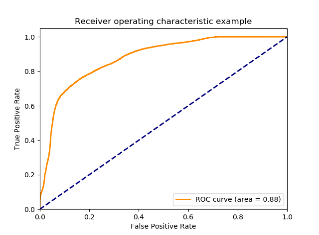 Receiver operating characteristic example
1.0
0.8
0.6
0.4
0.2
0.0
True Positive Rate
0.0 0.2 0.4 0.6 0.8 1.0
False Positive Rate
ROC curve (area = 0.88)